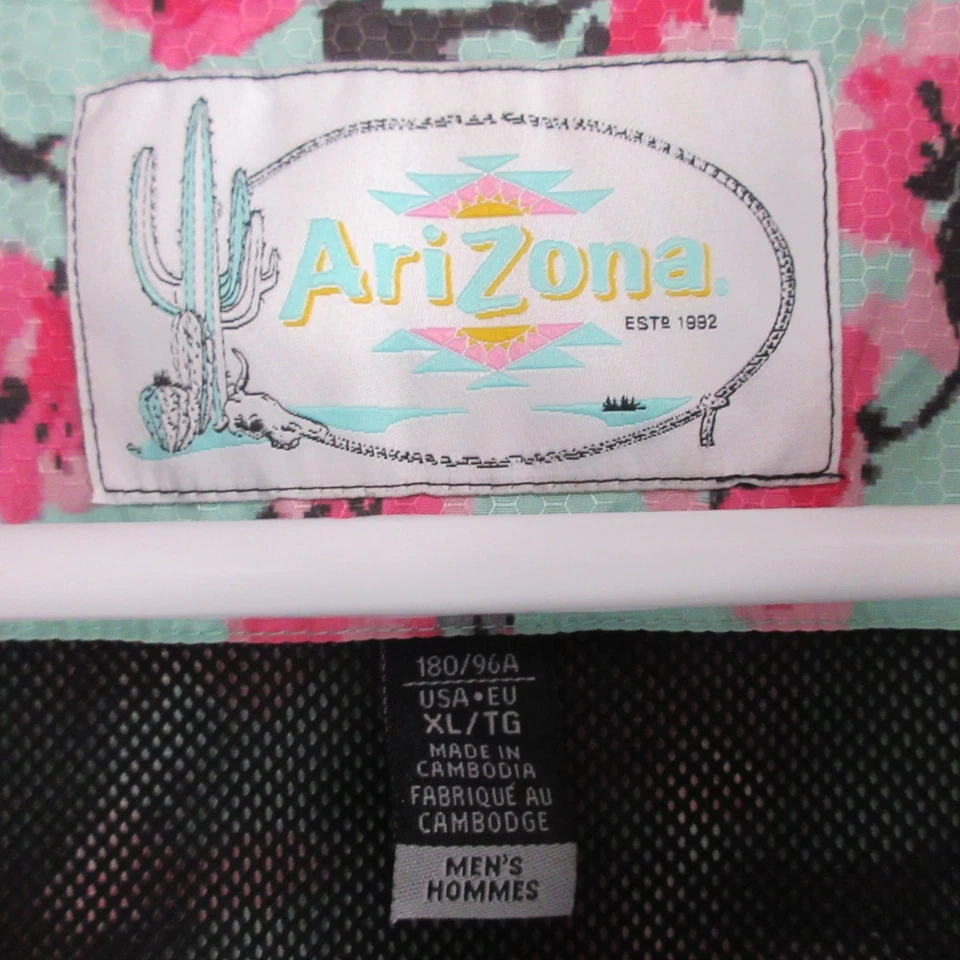 AriZona.
ESTD 1992
180/96A
USA•EU
XL/TG
MADE IN
CAMBODIA
FABRIQUÉ AU
CAMBODGE
MEN'S
HOMMES